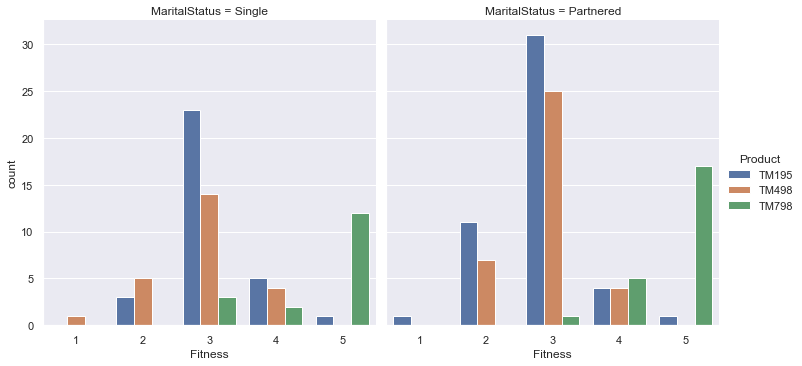 MaritalStatus = Single
MaritalStatus = Partnered
count
30
25
20
15
10
5
0
1 2 3 4 5
Fitness
1 2 3 4 5
Fitness
Product
TM195
TM498
TM798